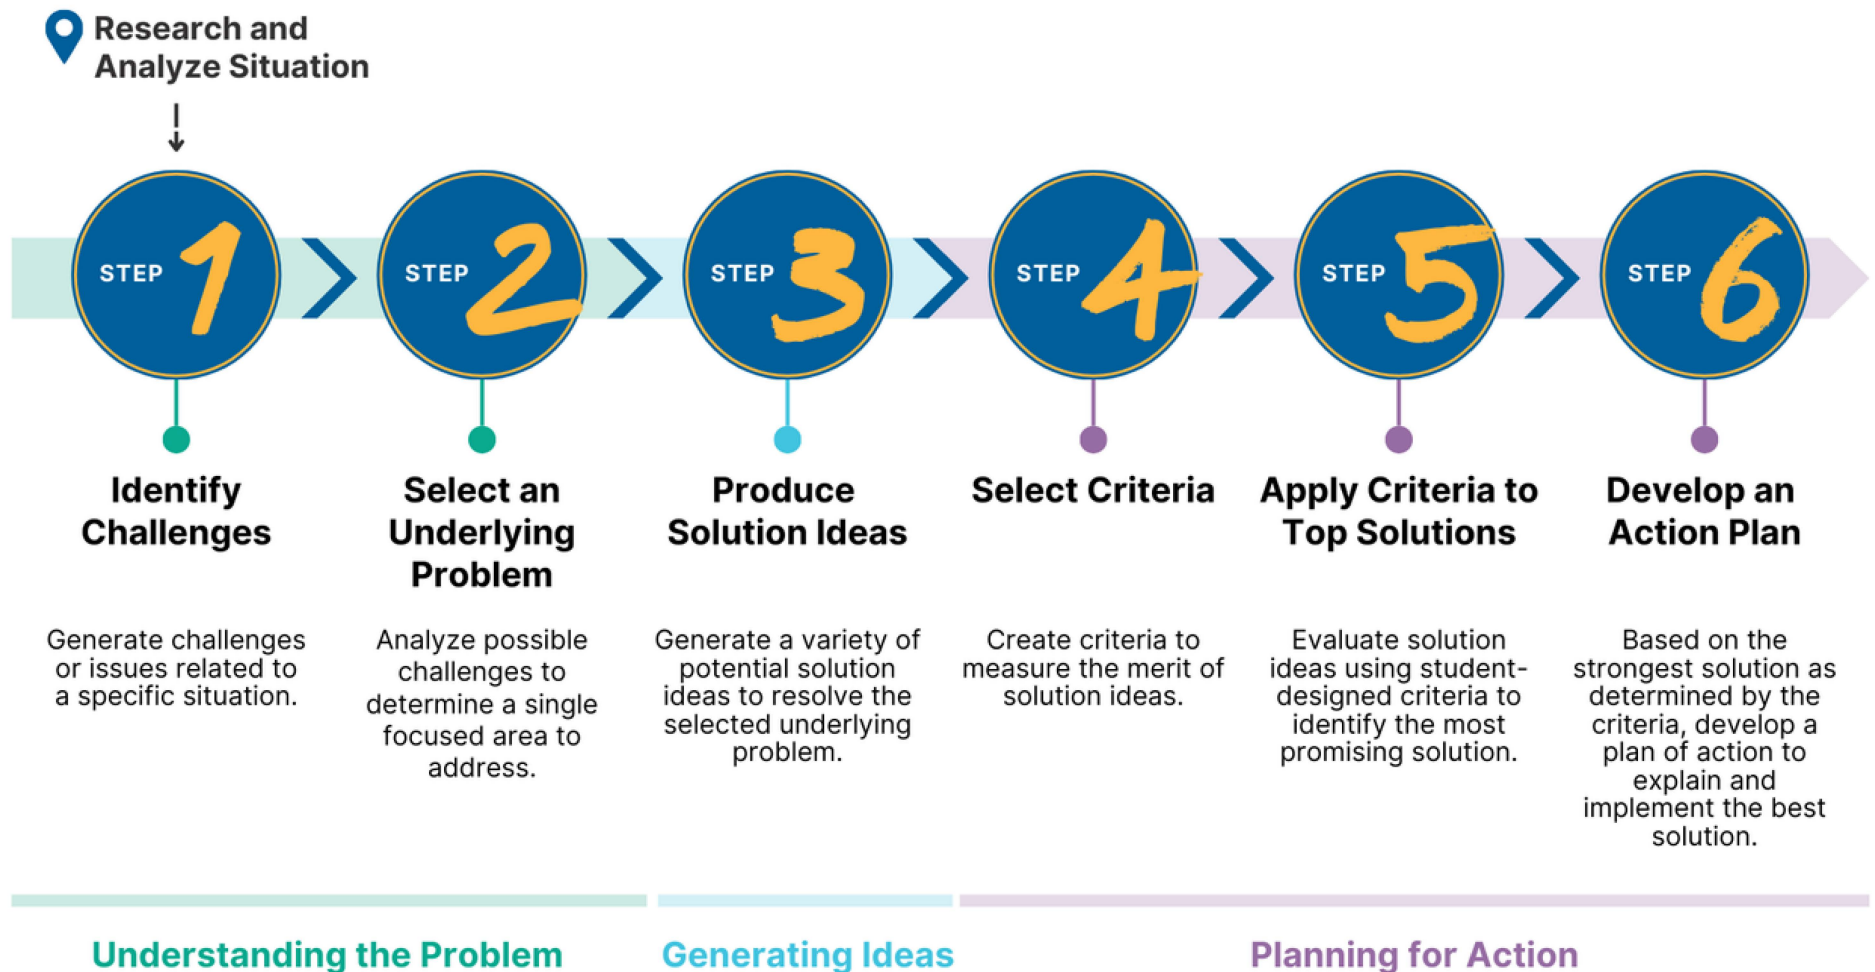 Research and
Analyze Situation
STEP 1
STEP 2
STEP 3
STEP 4
STEP 5
STEP 6
Identify
Challenges
Generate challenges
or issues related to
a specific situation.
Select an
Underlying
Problem
Analyze possible
challenges to
determine a single
focused area to
address.
Produce
Solution Ideas
Generate a variety of
potential solution
ideas to resolve the
selected underlying
problem.
Select Criteria
Create criteria to
measure the merit of
solution ideas.
Apply Criteria to
Top Solutions
Evaluate solution
ideas using student-
designed criteria to
identify the most
promising solution.
Develop an
Action Plan
Based on the
strongest solution as
determined by the
criteria, develop a
plan of action to
explain and
implement the best
solution.
Understanding the Problem
Generating Ideas
Planning for Action